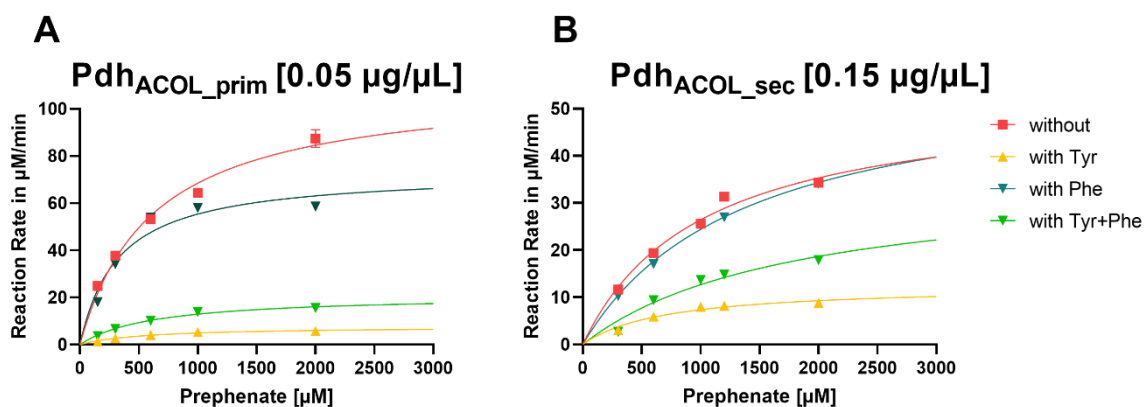 A
Pdh_ACOL_prim [0.05 µg/µL]
Reaction Rate in µM/min
100
80
60
40
20
0
0 500 1000 1500 2000 2500 3000
Prephenate [µM]
B
Pdh_ACOL_sec [0.15 µg/µL]
Reaction Rate in µM/min
50
40
30
20
10
0
0 500 1000 1500 2000 2500 3000
Prephenate [µM]
without
with Tyr
with Phe
with Tyr+Phe